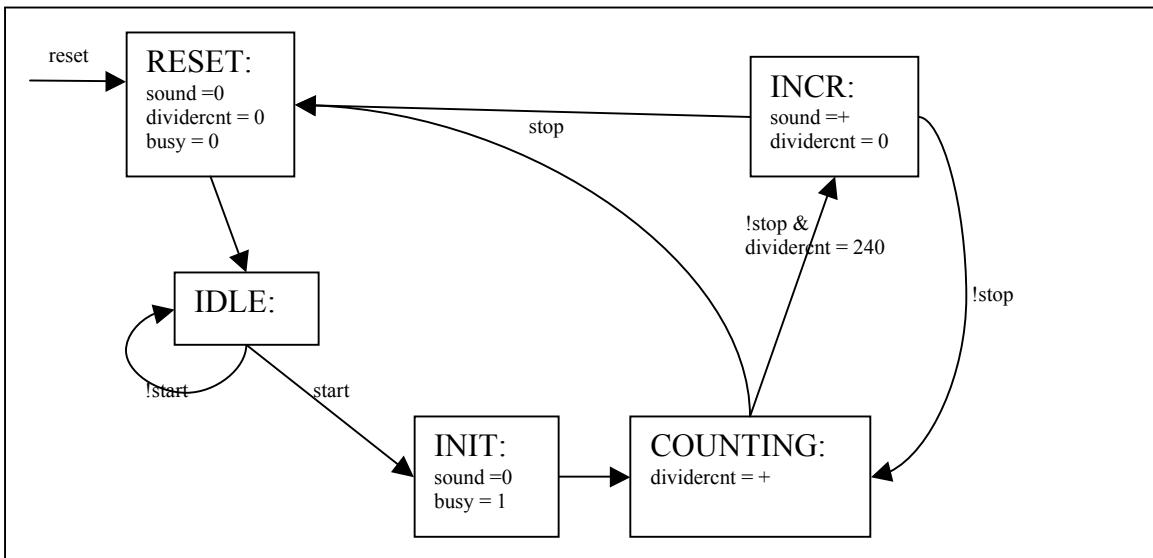 reset
RESET:
sound =0
dividercnt = 0
busy = 0
stop
INCR:
sound =+
dividercnt = 0
!stop &
dividercnt = 240
!stop
IDLE:
!start
start
INIT:
sound =0
busy = 1
COUNTING:
dividercnt = +